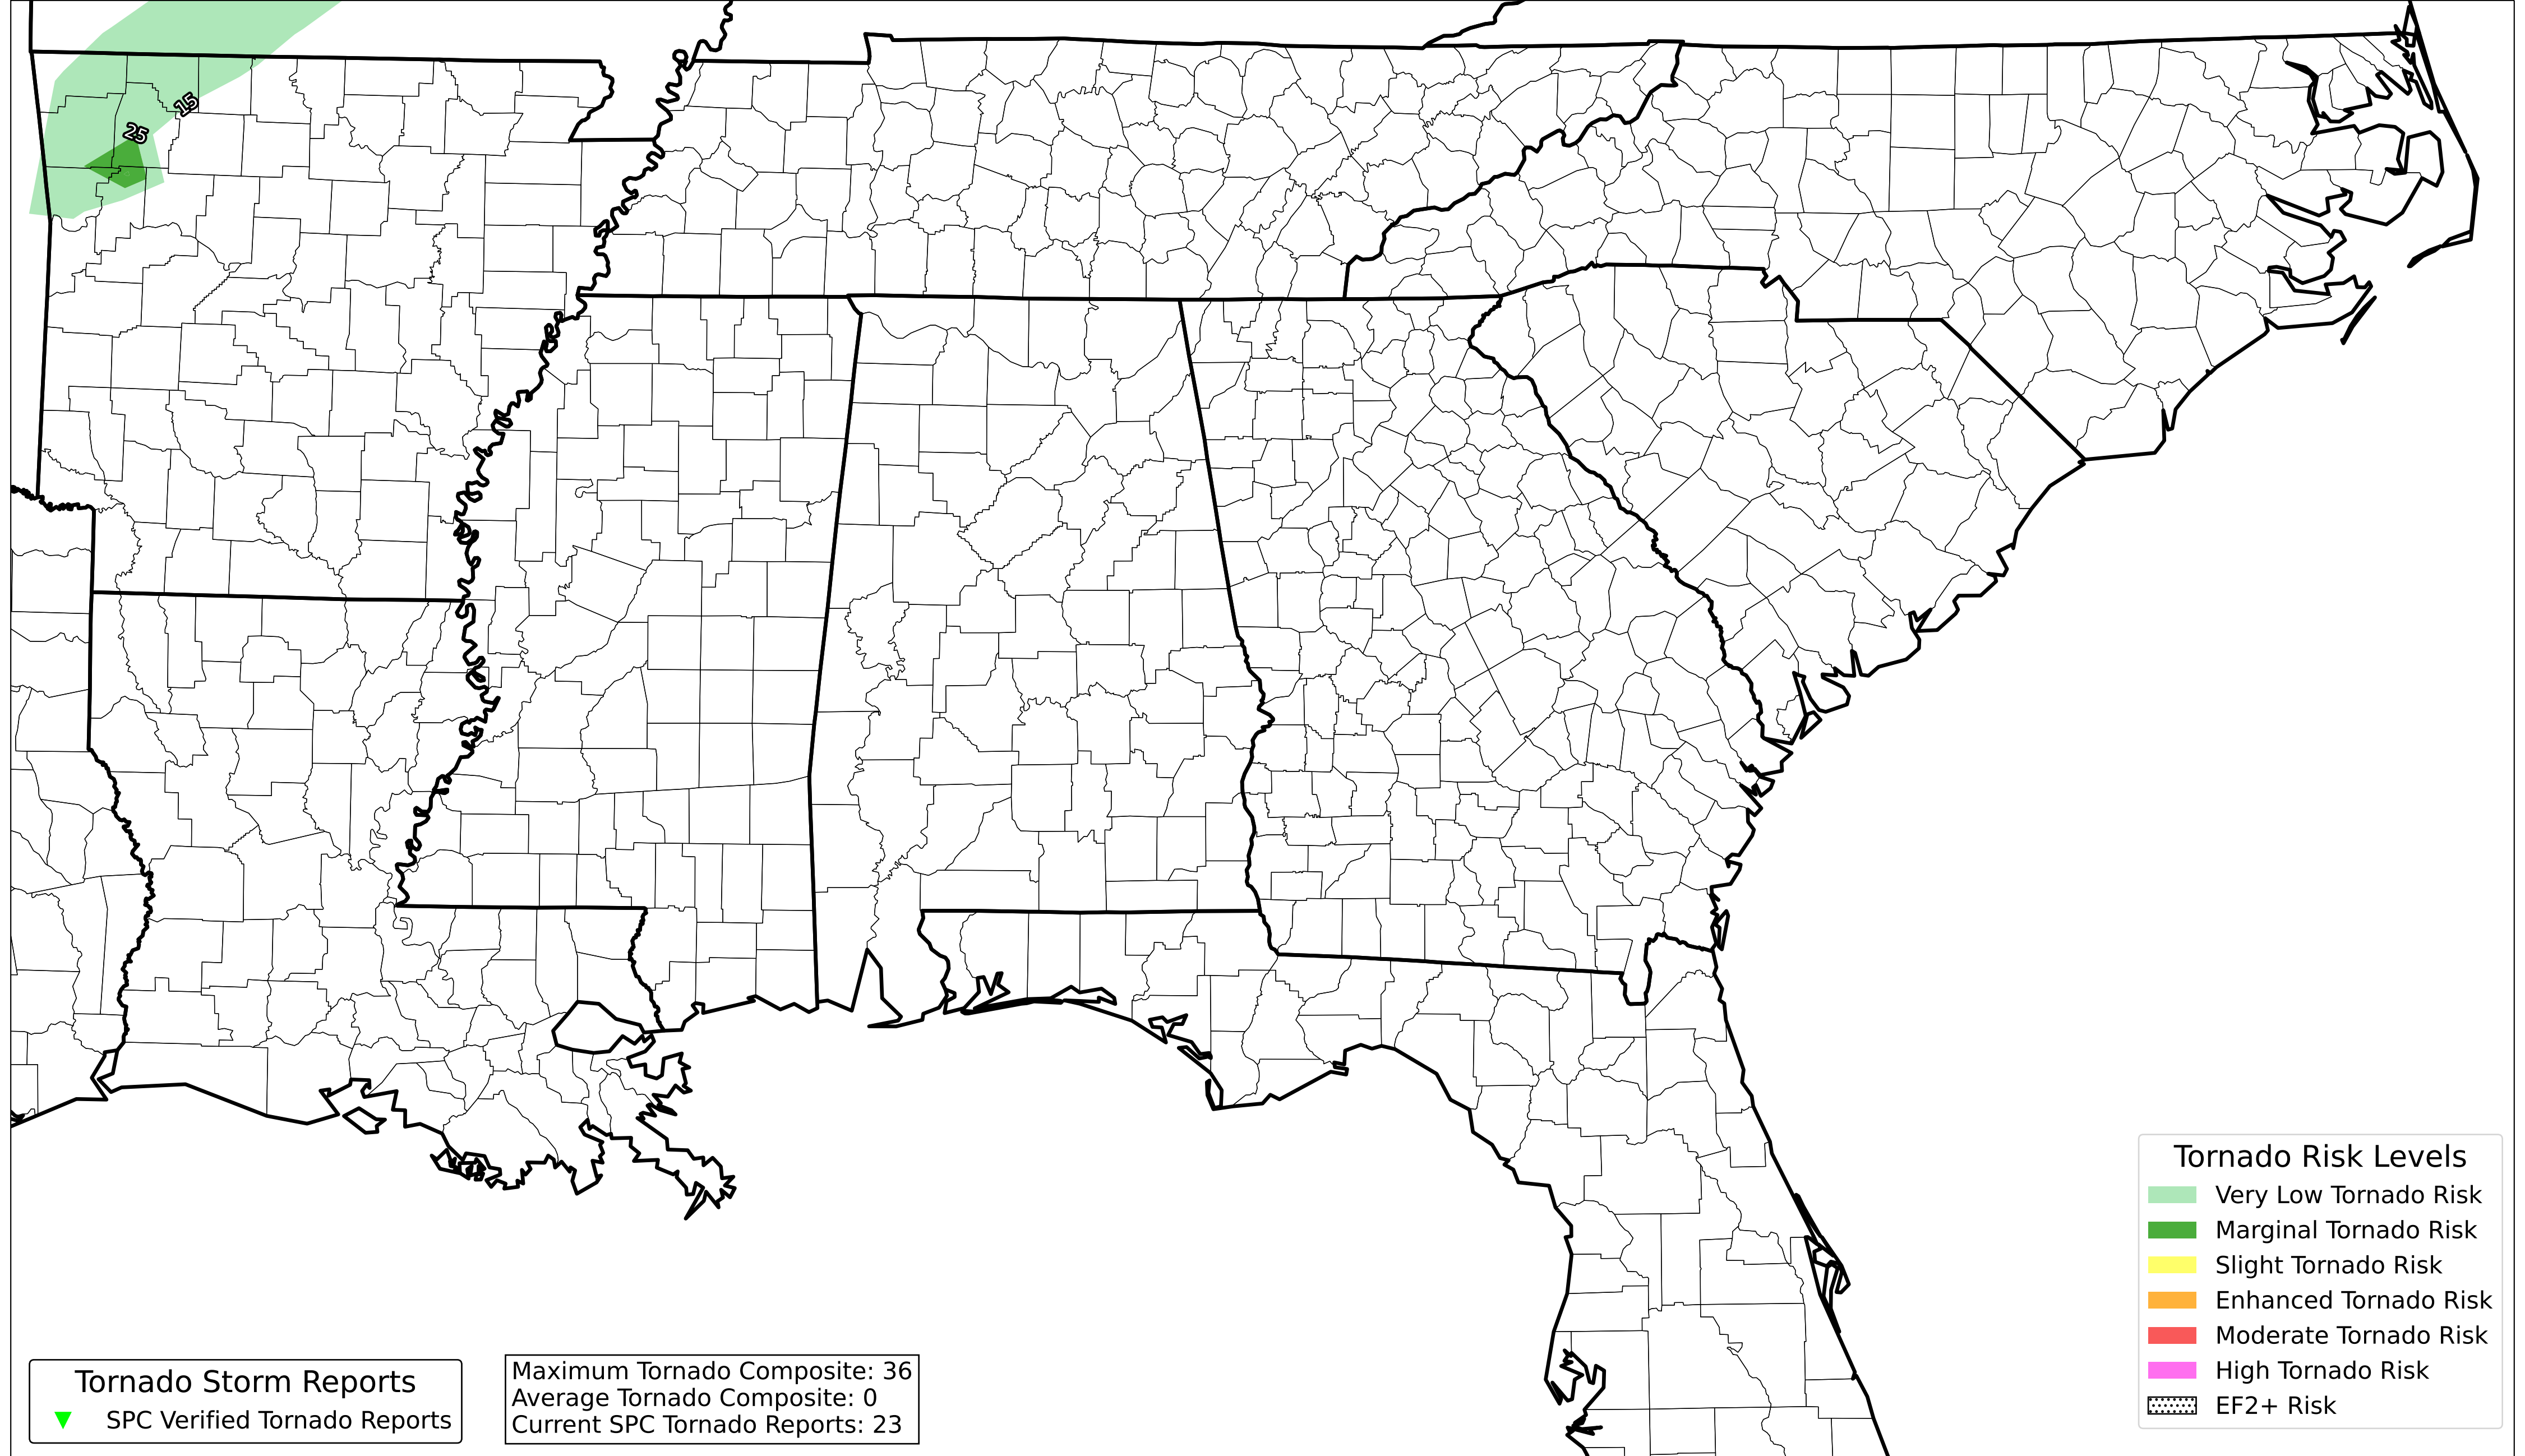 15
25
Tornado Risk Levels
Very Low Tornado Risk
Marginal Tornado Risk
Slight Tornado Risk
Enhanced Tornado Risk
Moderate Tornado Risk
High Tornado Risk
EF2+ Risk
Tornado Storm Reports
SPC Verified Tornado Reports
Maximum Tornado Composite: 36
Average Tornado Composite: 0
Current SPC Tornado Reports: 23